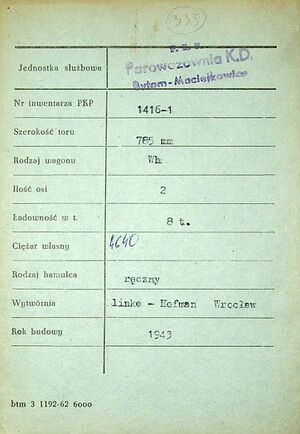 (333)
P. K. P.
Jednostka służbowa Parowozownia K.D.
Bytom-Maciejkowice
Nr inwentarza PKP 1416-1
Szerokość toru 785 mm
Rodzaj wagonu Wh
Ilość osi 2
Ładowność w t. 8 t.
Ciężar własny 4640
Rodzaj hamulca ręczny
Wytwórnia linke - Hofman Wrocław
Rok budowy 1943
btm 3 1192-62 6000